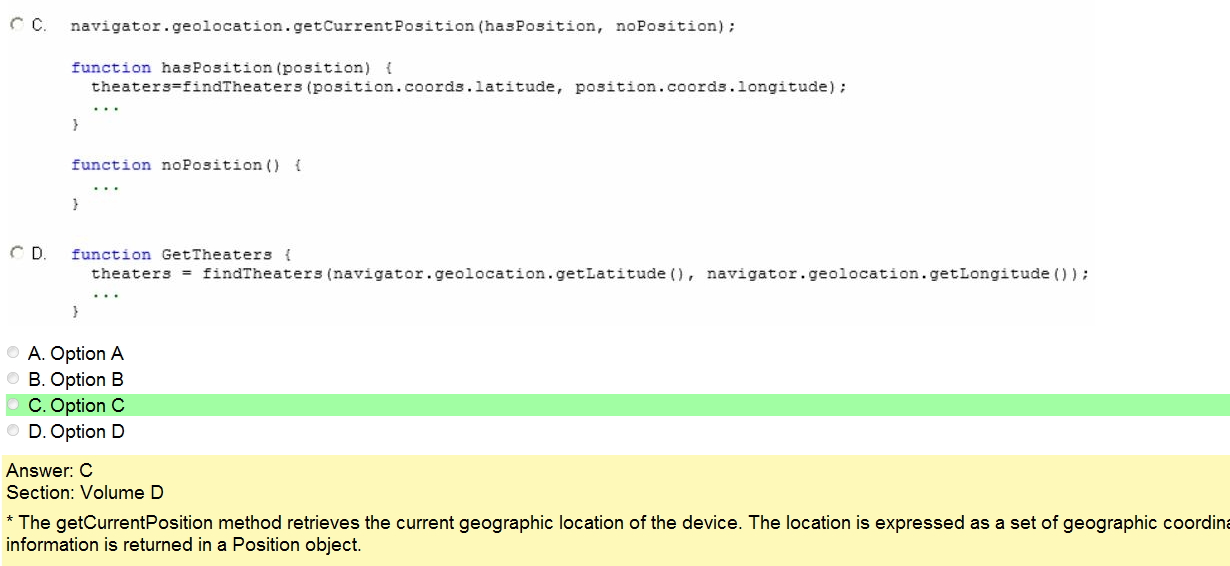 C. navigator.geolocation.getCurrentPosition(hasPosition, noPosition);
function hasPosition(position) {
theaters=findTheaters(position.coords.latitude, position.coords.longitude);
...
}
function noPosition() {
...
}
D. function GetTheaters {
theaters = findTheaters(navigator.geolocation.getLatitude(), navigator.geolocation.getLongitude());
...
}
A. Option A
B. Option B
C. Option C
D. Option D
Answer: C
Section: Volume D
* The getCurrentPosition method retrieves the current geographic location of the device. The location is expressed as a set of geographic
information is returned in a Position object.